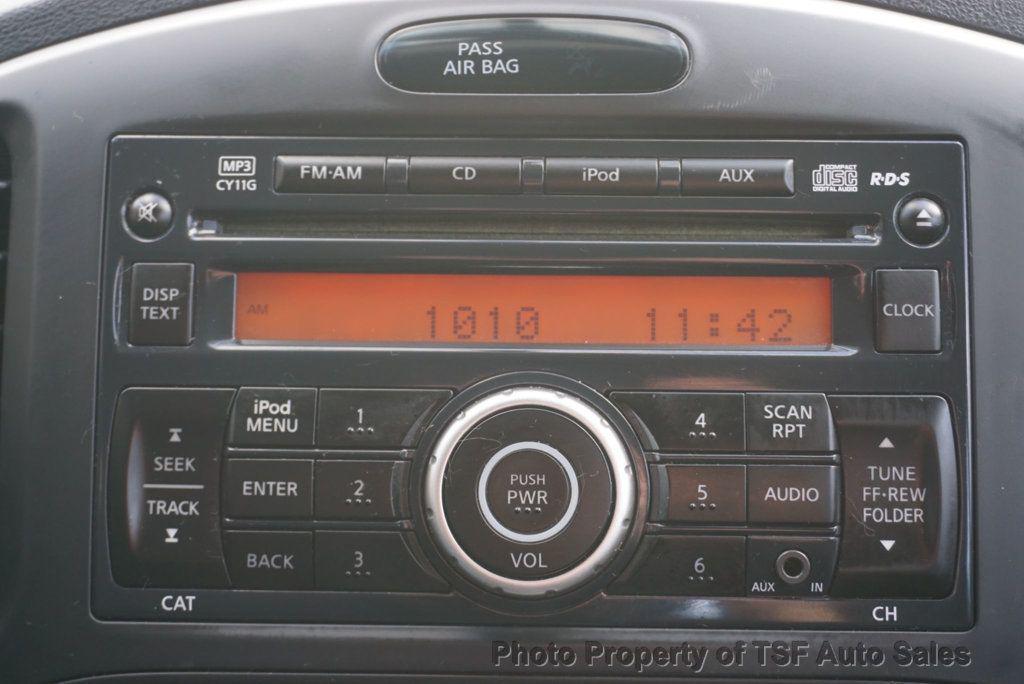 PASS
AIR BAG
MP3
CY11G
FM·AM
CD
iPod
AUX
COMPACT
disc
DIGITAL AUDIO
R·D·S
DISP
TEXT
AM
1010
11:42
CLOCK
SEEK
TRACK
CAT
iPod
MENU
1
ENTER
2
BACK
3
PUSH
PWR
VOL
4
SCAN
RPT
5
AUDIO
6
AUX IN
TUNE
FF·REW
FOLDER
CH
Photo Property of TSF Auto Sales